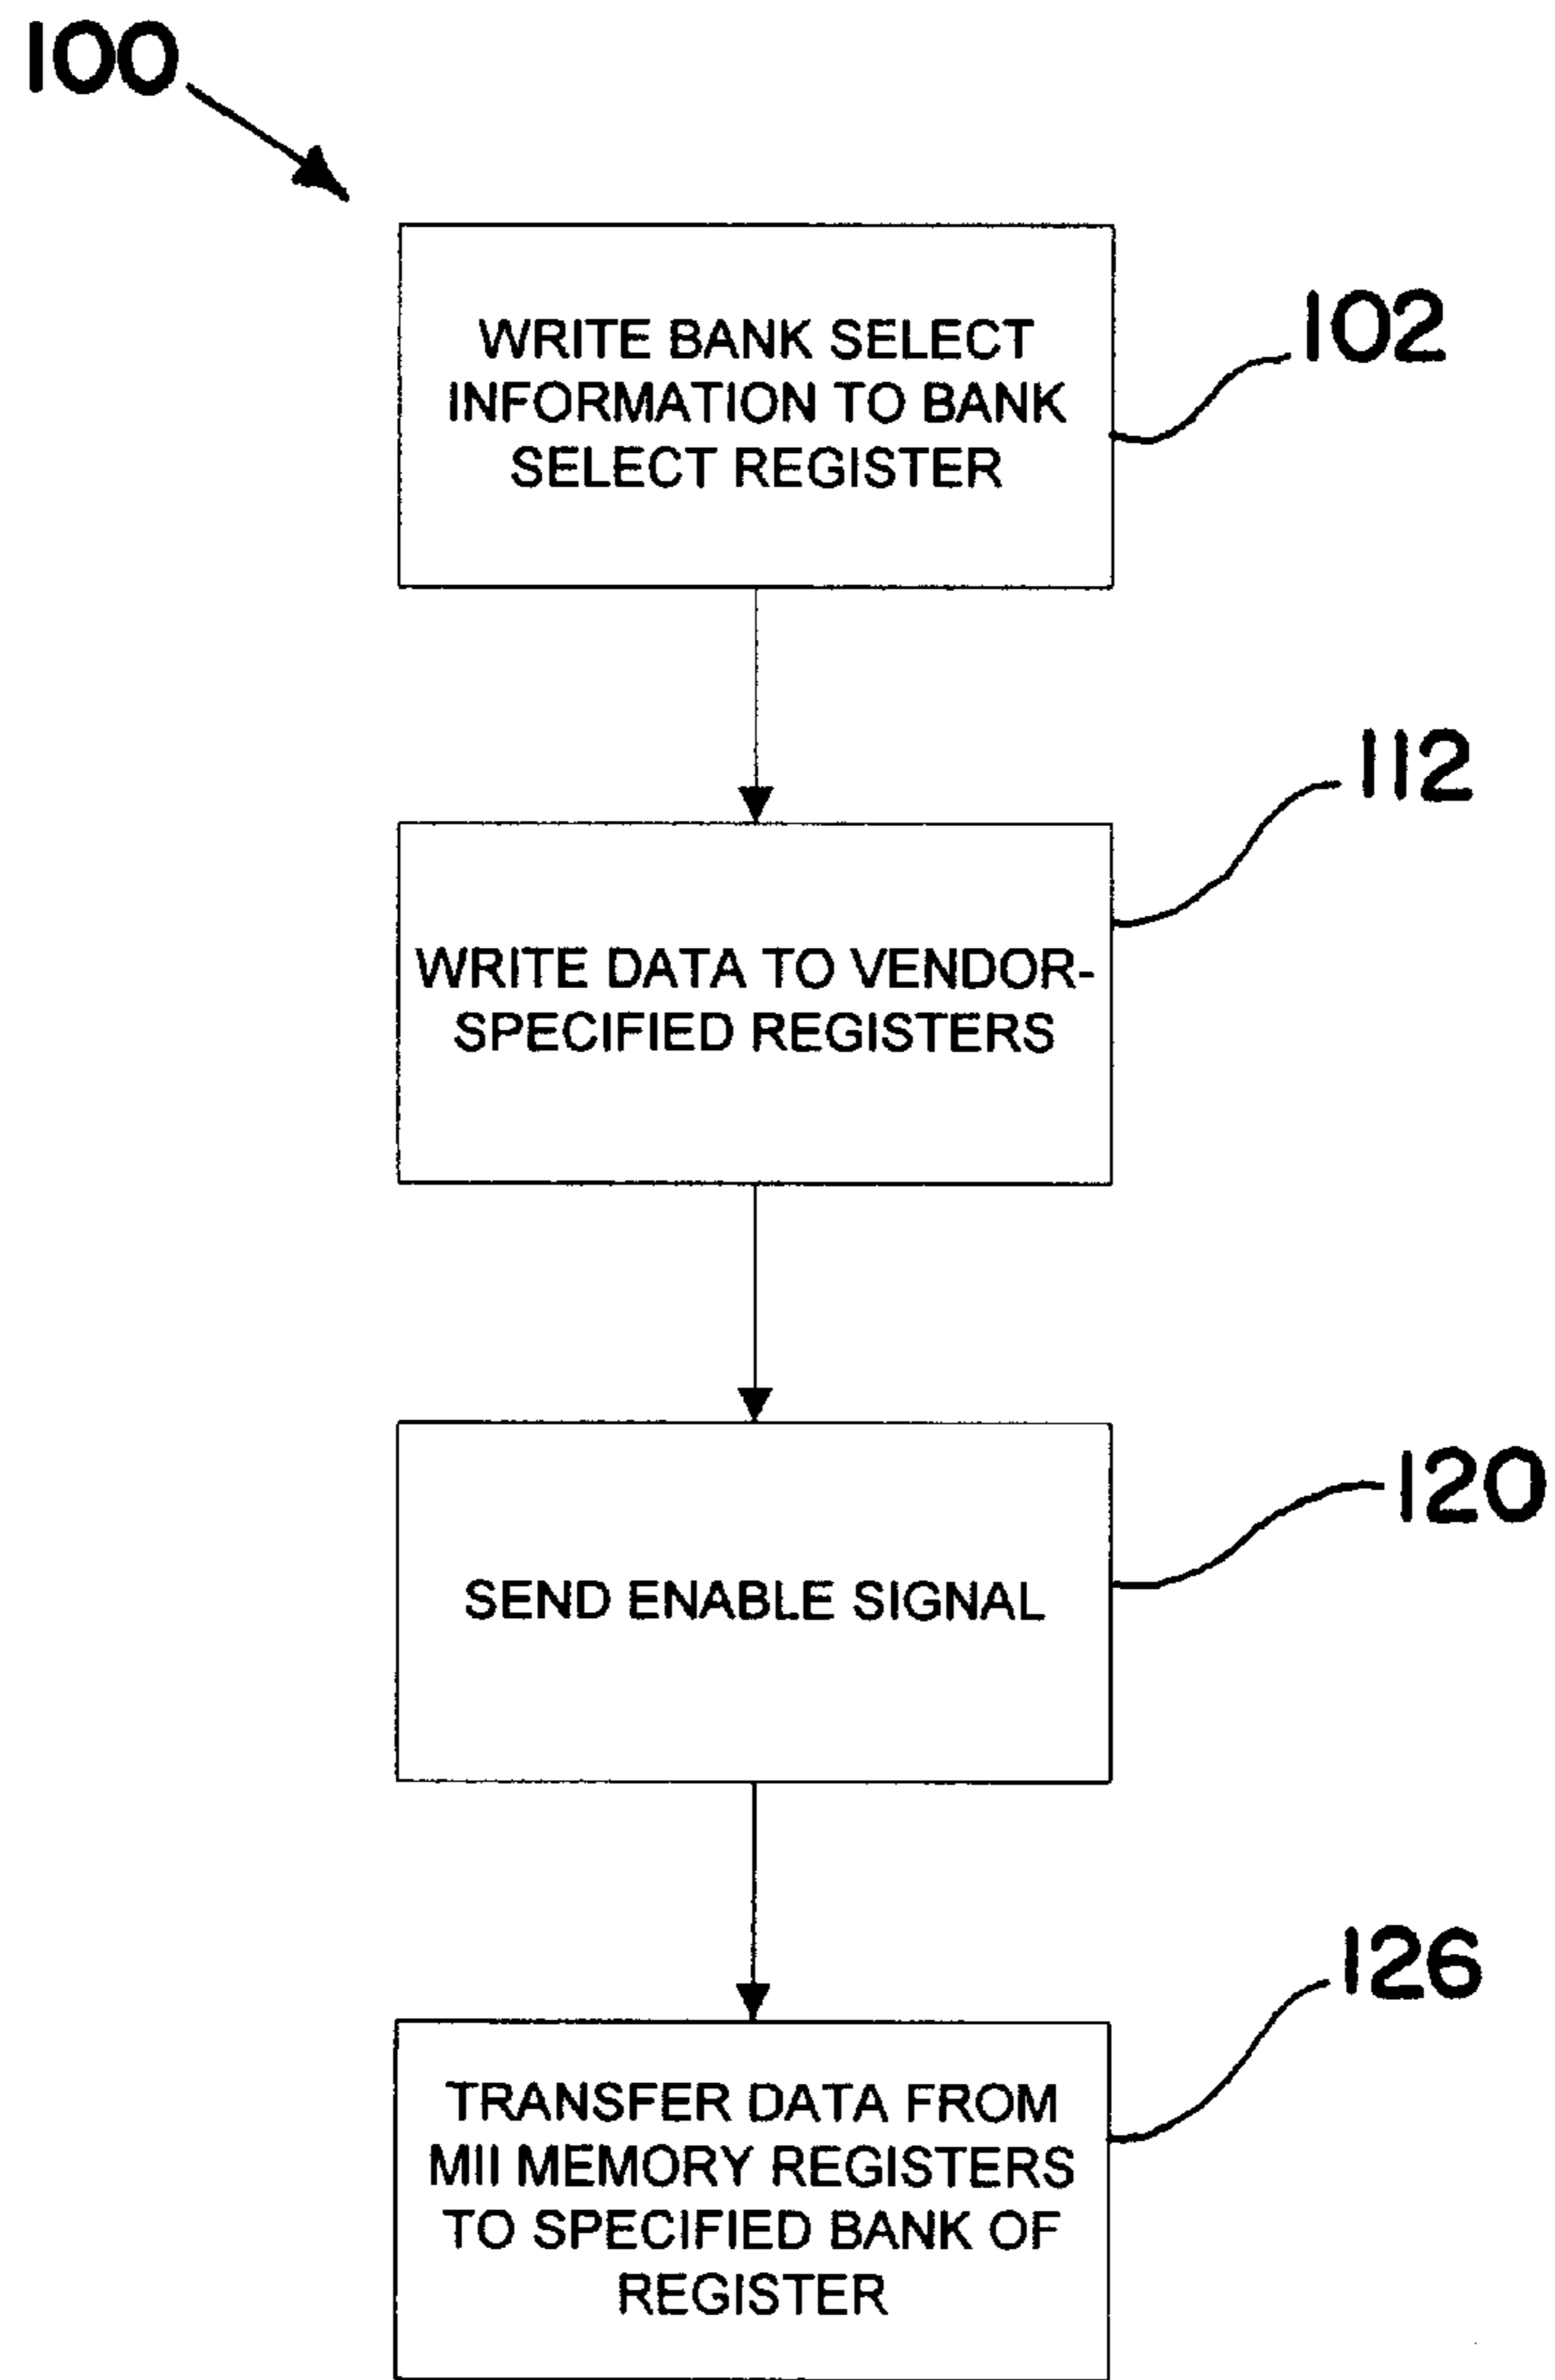 100
WRITE BANK SELECT
INFORMATION TO BANK
SELECT REGISTER
102
WRITE DATA TO VENDOR-
SPECIFIED REGISTERS
112
SEND ENABLE SIGNAL
120
TRANSFER DATA FROM
MII MEMORY REGISTERS
TO SPECIFIED BANK OF
REGISTER
126